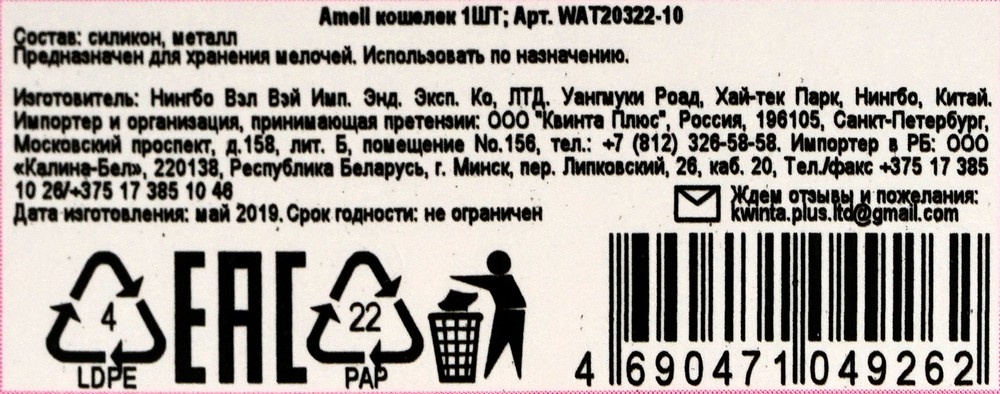 Amell кошелек 1ШТ; Арт. WAT20322-10
Состав: силикон, металл
Предназначен для хранения мелочей. Использовать по назначению.
Изготовитель: Нингбо Вэл Вэй Имп. Энд. Эксп. Ко, ЛТД. Уангмуки Роад, Хай-тек Парк, Нингбо, Китай.
Импортер и организация, принимающая претензии: ООО "Квинта Плюс", Россия, 196105, Санкт-Петербург,
Московский проспект, д.158, лит. Б, помещение No.156, тел.: +7 (812) 326-58-58. Импортер в РБ: ООО
«Калина-Бел», 220138, Республика Беларусь, г. Минск, пер. Липковский, 26, каб. 20, Тел./факс +375 17 385
10 26/+375 17 385 10 46
Дата изготовления: май 2019. Срок годности: не ограничен
Ждем отзывы и пожелания:
kwinta.plus.ltd@gmail.com
4
LDPE
EAC
22
PAP
4 690471 049262